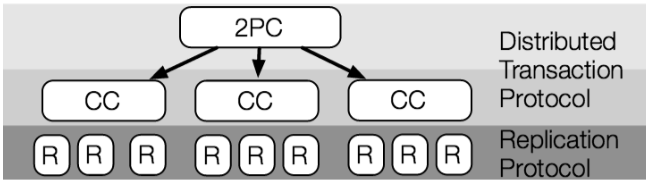 2PC
Distributed
Transaction
Protocol
CC CC CC
R R R R R R R R R
Replication
Protocol